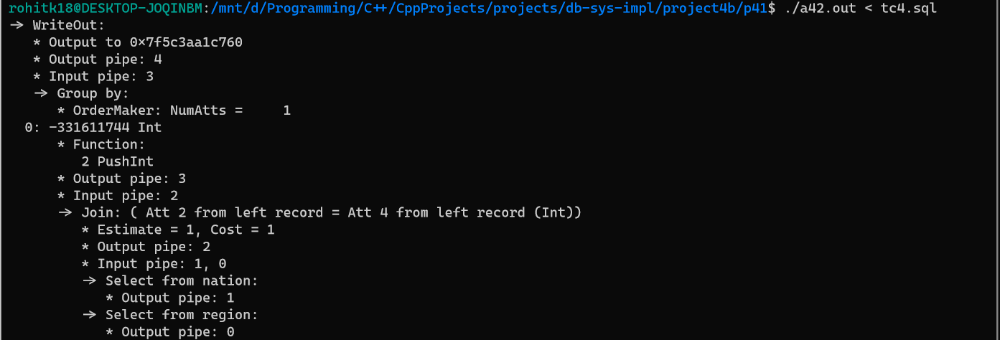 rohitk18@DESKTOP-JOQINBM:/mnt/d/Programming/C++/CppProjects/projects/db-sys-impl/project4b/p41$ ./a42.out < tc4.sql
-> WriteOut:
* Output to 0x7f5c3aa1c760
* Output pipe: 4
* Input pipe: 3
-> Group by:
* OrderMaker: NumAtts =     1
0: -331611744 Int
* Function:
2 PushInt
* Output pipe: 3
* Input pipe: 2
-> Join: ( Att 2 from left record = Att 4 from left record (Int))
* Estimate = 1, Cost = 1
* Output pipe: 2
* Input pipe: 1, 0
-> Select from nation:
* Output pipe: 1
-> Select from region:
* Output pipe: 0